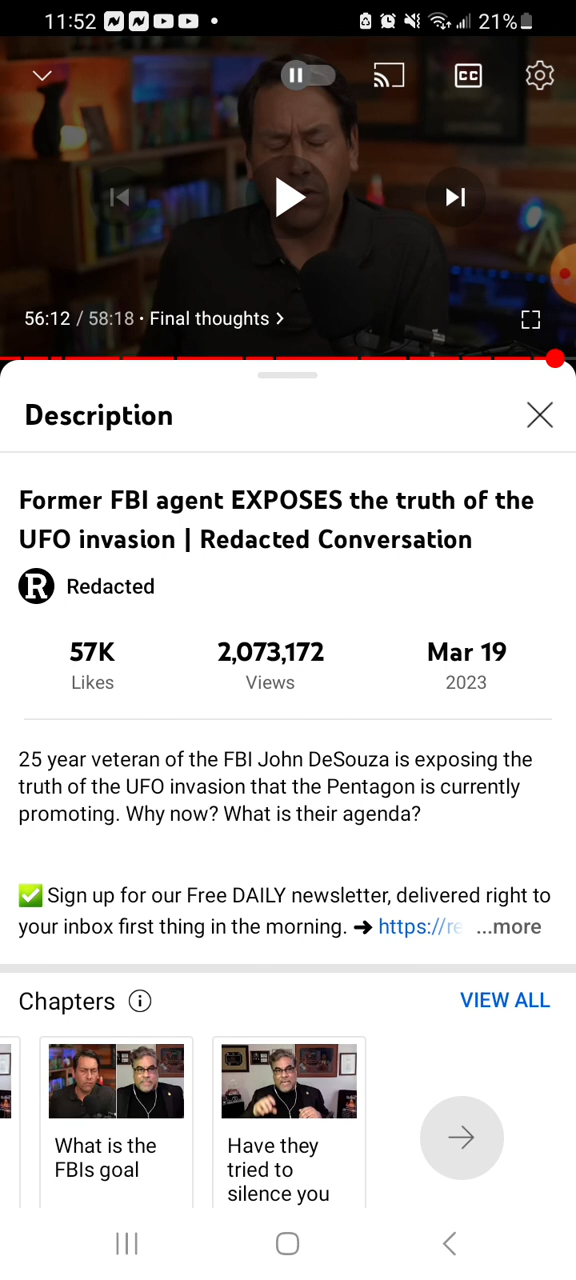 11:52
21%
CC
56:12 / 58:18 · Final thoughts >
Description
Former FBI agent EXPOSES the truth of the
UFO invasion | Redacted Conversation
R Redacted
57K 2,073,172 Mar 19
Likes Views 2023
25 year veteran of the FBI John DeSouza is exposing the
truth of the UFO invasion that the Pentagon is currently
promoting. Why now? What is their agenda?
✅ Sign up for our Free DAILY newsletter, delivered right to
your inbox first thing in the morning. ➜ https://re ...more
Chapters VIEW ALL
What is the
FBIs goal
Have they
tried to
silence you